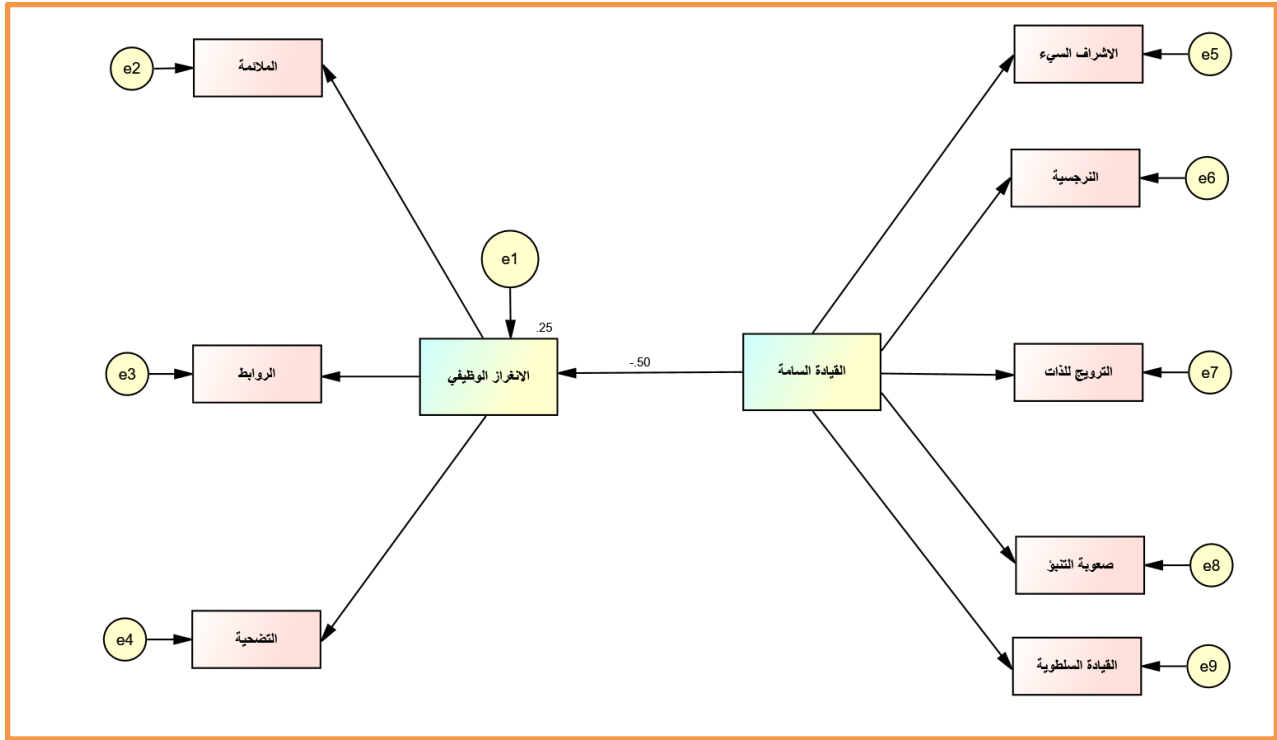 الاشراف السيء
e5
e2
الملائمة
النرجسية
e6
e1
.25
-.50
القيادة السامة
الانغراز الوظيفي
الترويج للذات
e7
e3
الروابط
صعوبة التنبؤ
e8
e4
التضحية
القيادة السلطوية
e9